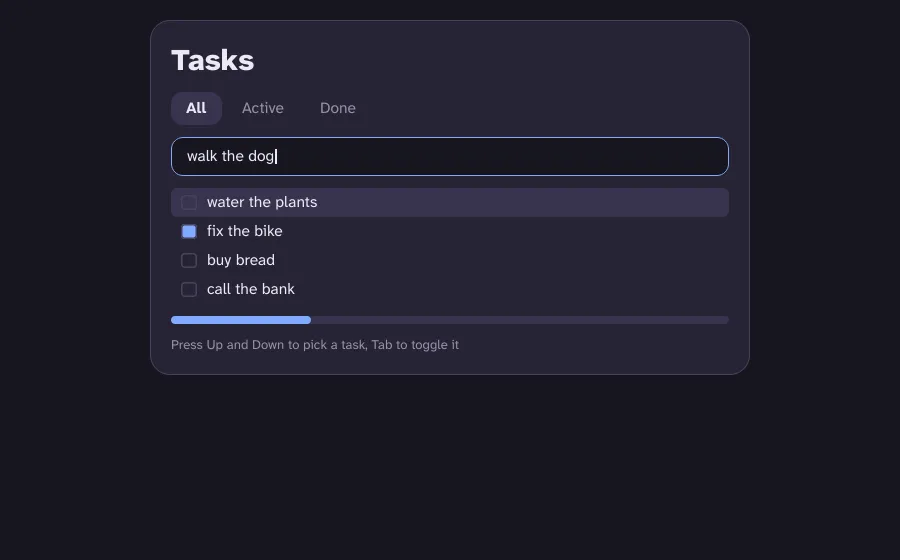 Tasks
All Active Done
walk the dog
water the plants
fix the bike
buy bread
call the bank
Press Up and Down to pick a task, Tab to toggle it